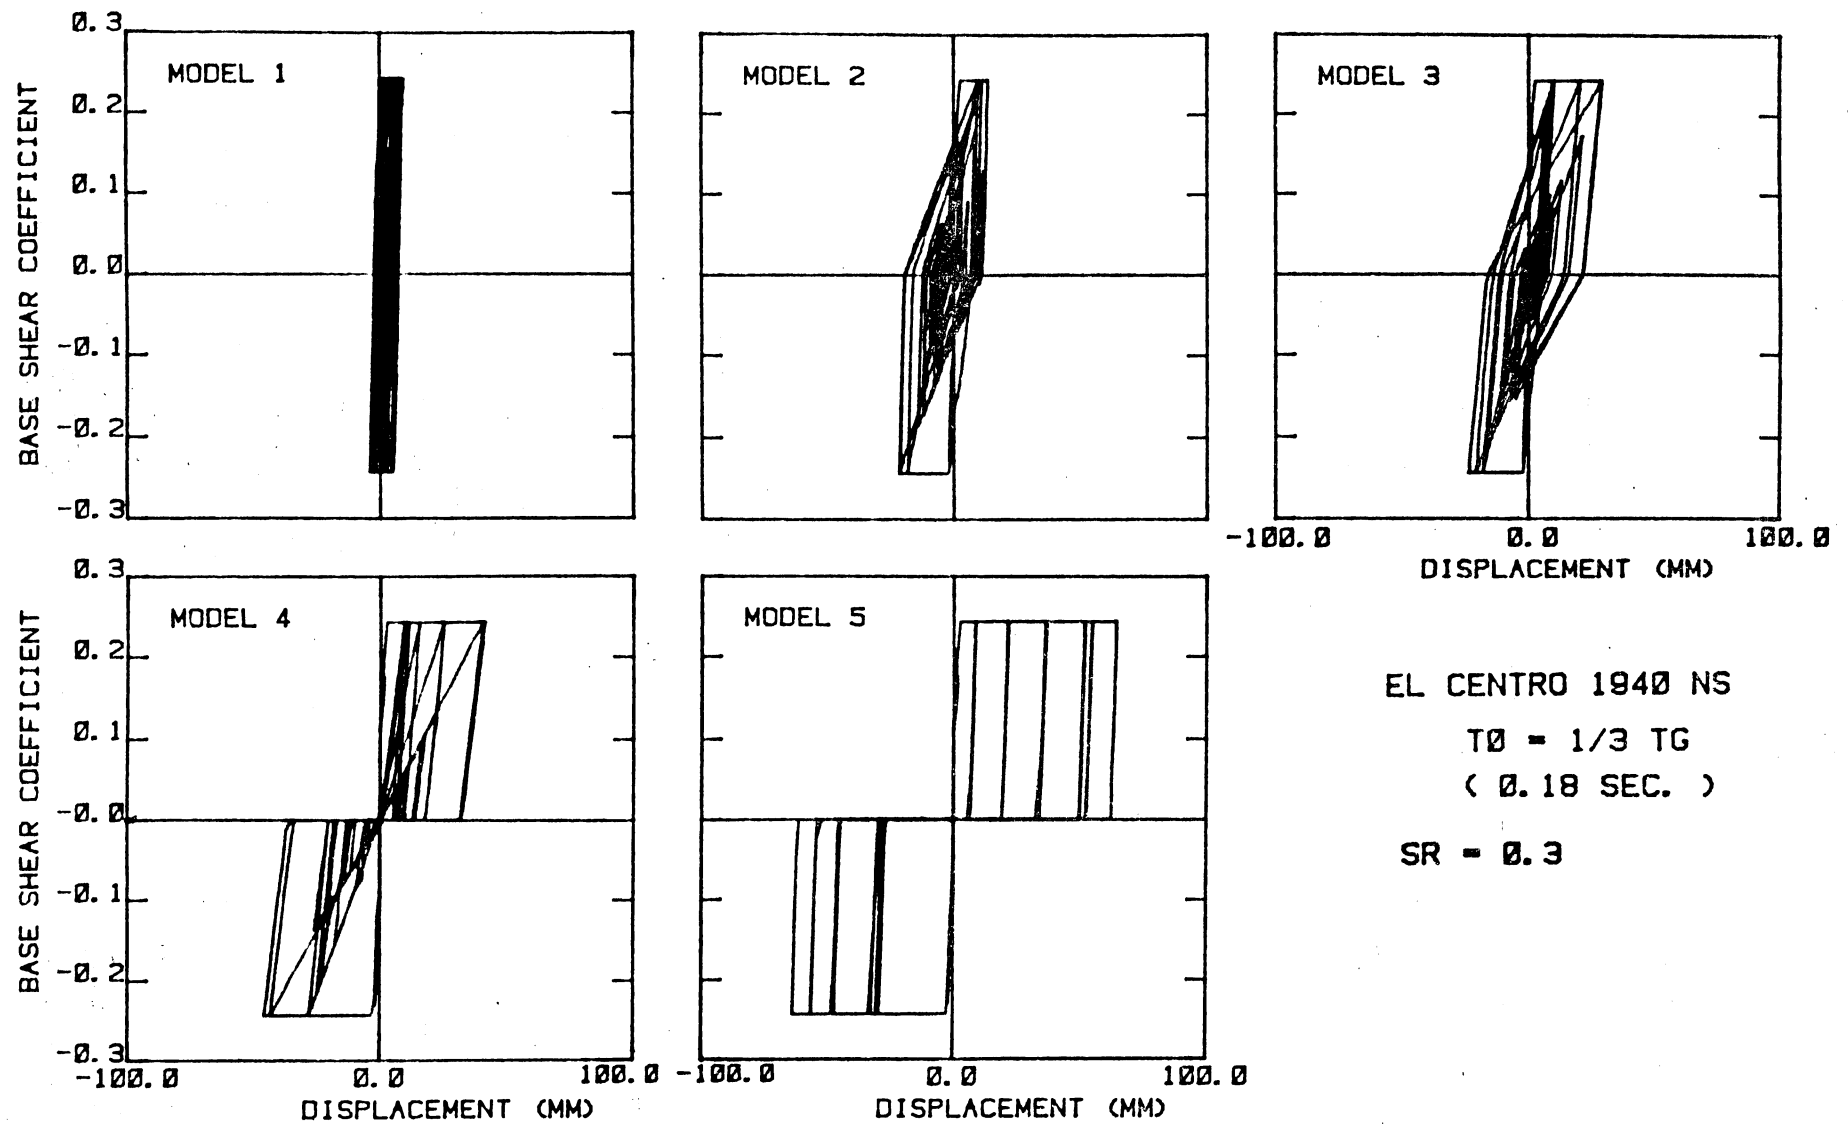 0.3
0.2
0.1
0.0
-0.1
-0.2
-0.3
BASE SHEAR COEFFICIENT
MODEL 1
MODEL 2
MODEL 3
-100.0 0.0 100.0
DISPLACEMENT (MM)
0.3
0.2
0.1
-0.0
-0.1
-0.2
-0.3
BASE SHEAR COEFFICIENT
MODEL 4
-100.0 0.0 100.0
DISPLACEMENT (MM)
MODEL 5
-100.0 0.0 100.0
DISPLACEMENT (MM)
EL CENTRO 1940 NS
T0 = 1/3 TG
( 0.18 SEC. )
SR = 0.3